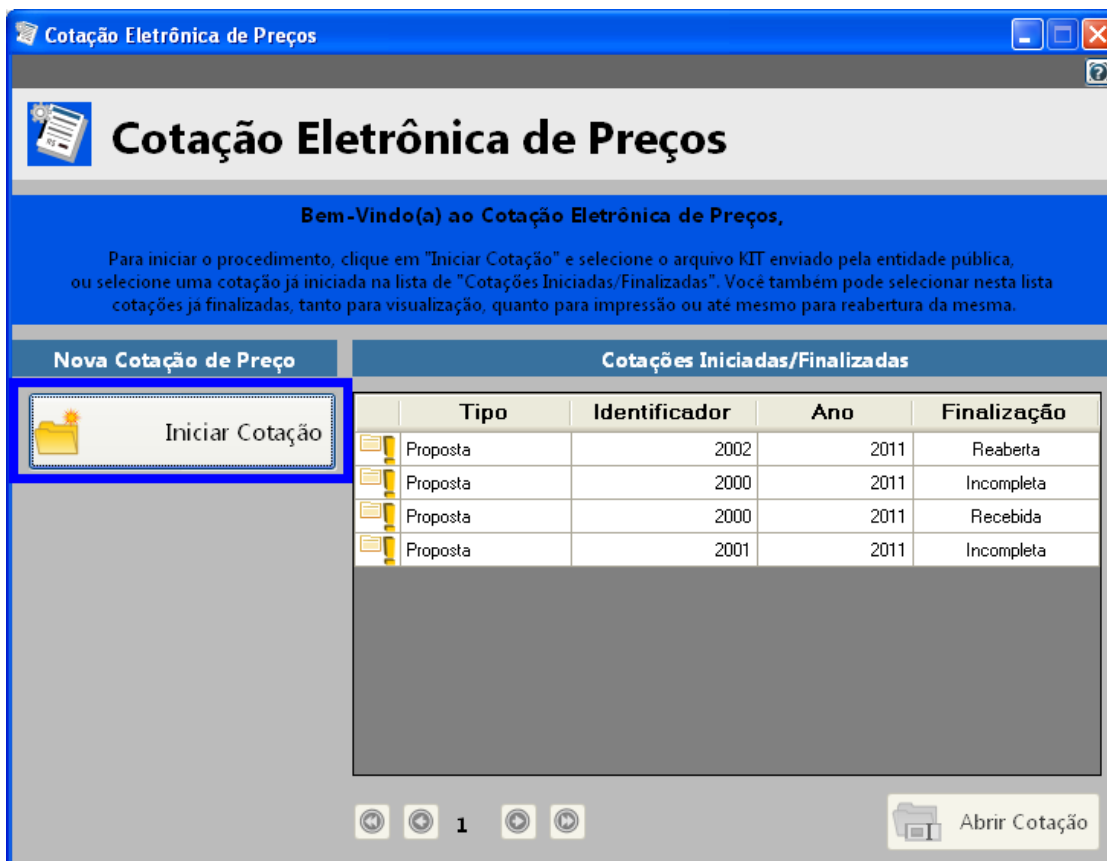 Cotação Eletrônica de Preços
Cotação Eletrônica de Preços
Bem-Vindo(a) ao Cotação Eletrônica de Preços,
Para iniciar o procedimento, clique em "Iniciar Cotação" e selecione o arquivo KIT enviado pela entidade pública,
ou selecione uma cotação já iniciada na lista de "Cotações Iniciadas/Finalizadas". Você também pode selecionar nesta lista
cotações já finalizadas, tanto para visualização, quanto para impressão ou até mesmo para reabertura da mesma.
Nova Cotação de Preço
Cotações Iniciadas/Finalizadas
Iniciar Cotação
Tipo Identificador Ano Finalização
Proposta 2002 2011 Reaberta
Proposta 2000 2011 Incompleta
Proposta 2000 2011 Recebida
Proposta 2001 2011 Incompleta
1
Abrir Cotação